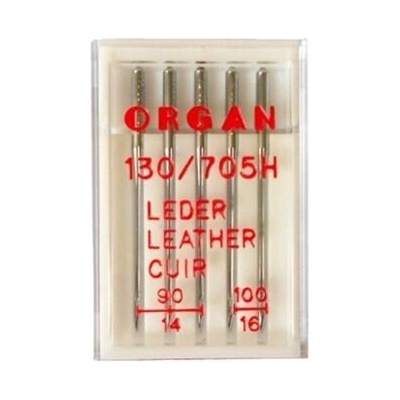 ORGAN
130/705H
LEDER
LEATHER
CUIR
90 100
14 16